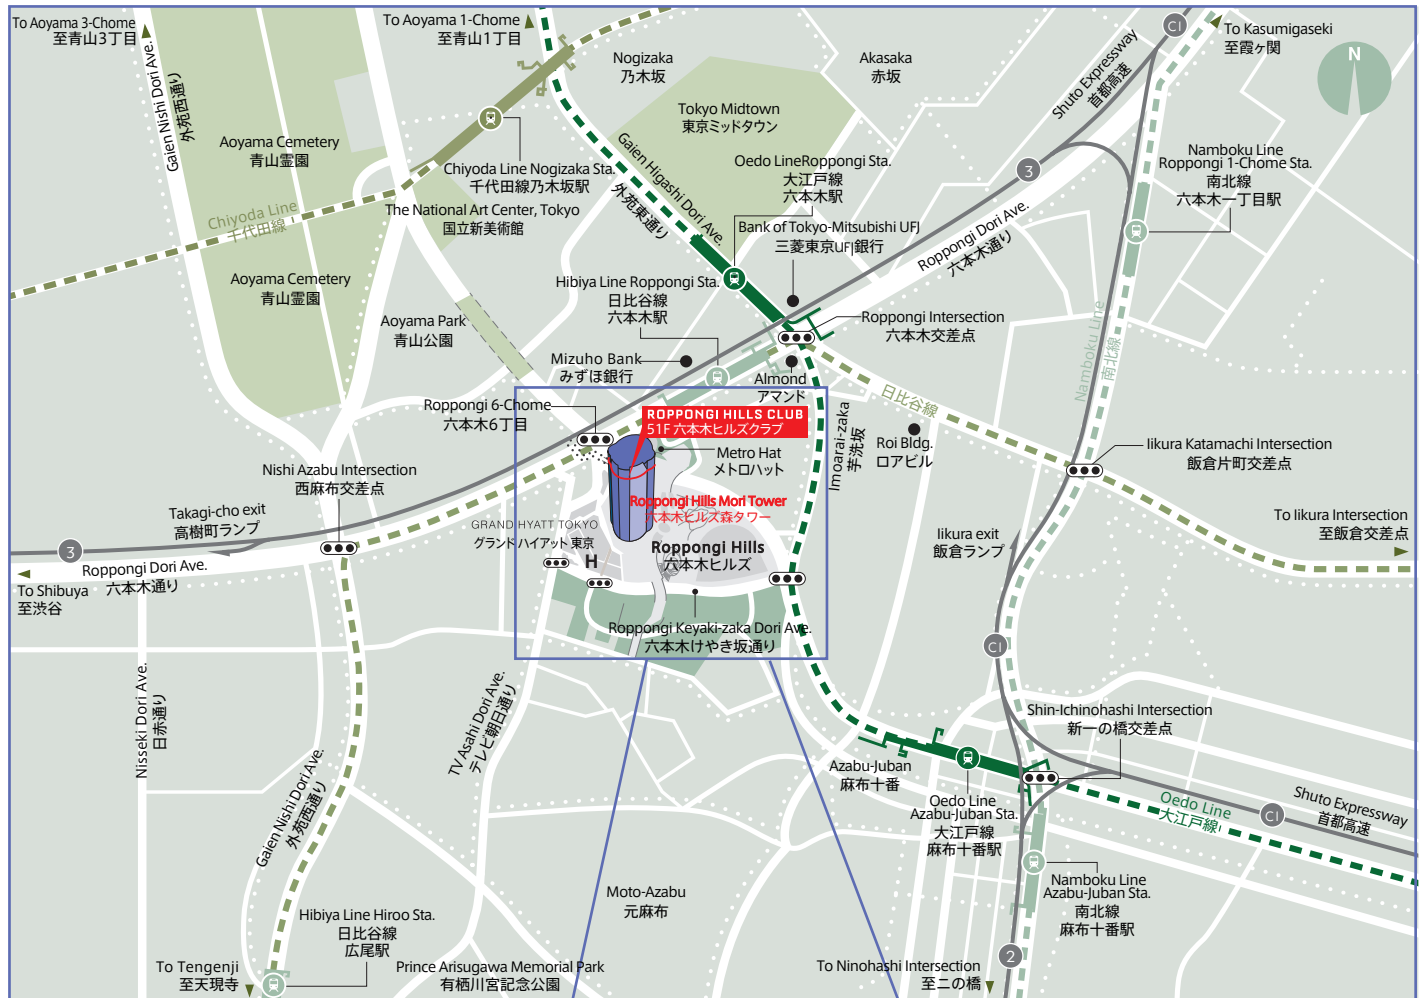 To Aoyama 3-Chome
至青山3丁目
To Aoyama 1-Chome
至青山1丁目
Nogizaka
乃木坂
Akasaka
赤坂
C1
To Kasumigaseki
至霞ヶ関
N
Gaien Nishi Dori Ave.
外苑西通り
Shuto Expressway
首都高速
Tokyo Midtown
東京ミッドタウン
Aoyama Cemetery
青山霊園
Chiyoda Line Nogizaka Sta.
千代田線乃木坂駅
Gaien Higashi Dori Ave.
外苑東通り
Oedo LineRoppongi Sta.
大江戸線
六本木駅
3
Namboku Line
Roppongi 1-Chome Sta.
南北線
六本木一丁目駅
Chiyoda Line
千代田線
The National Art Center, Tokyo
国立新美術館
Bank of Tokyo-Mitsubishi UFJ
三菱東京UFJ銀行
Roppongi Dori Ave.
六本木通り
Aoyama Cemetery
青山霊園
Hibiya Line Roppongi Sta.
日比谷線
六本木駅
Aoyama Park
青山公園
Roppongi Intersection
六本木交差点
Namboku Line
南北線
Mizuho Bank
みずほ銀行
Almond
アマンド
日比谷線
Roppongi 6-Chome
六本木6丁目
ROPPONGI HILLS CLUB
51F 六本木ヒルズクラブ
Imoarai-zaka
芋洗坂
Roi Bldg.
ロアビル
Iikura Katamachi Intersection
飯倉片町交差点
Metro Hat
メトロハット
Nishi Azabu Intersection
西麻布交差点
Roppongi Hills Mori Tower
六本木ヒルズ森タワー
Takagi-cho exit
高樹町ランプ
GRAND HYATT TOKYO
グランド ハイアット 東京
H
Roppongi Hills
六本木ヒルズ
Iikura exit
飯倉ランプ
To Iikura Intersection
至飯倉交差点
3
Roppongi Dori Ave.
六本木通り
To Shibuya
至渋谷
Roppongi Keyaki-zaka Dori Ave.
六本木けやき坂通り
C1
Nisseki Dori Ave.
日赤通り
TV Asahi Dori Ave.
テレビ朝日通り
Shin-Ichinohashi Intersection
新一の橋交差点
Gaien Nishi Dori Ave.
外苑西通り
Azabu-Juban
麻布十番
Oedo Line
Azabu-Juban Sta.
大江戸線
麻布十番駅
Oedo Line
大江戸線
C1
Shuto Expressway
首都高速
Moto-Azabu
元麻布
Namboku Line
Azabu-Juban Sta.
南北線
麻布十番駅
Hibiya Line Hiroo Sta.
日比谷線
広尾駅
2
To Tengenji
至天現寺
Prince Arisugawa Memorial Park
有栖川宮記念公園
To Ninohashi Intersection
至二の橋